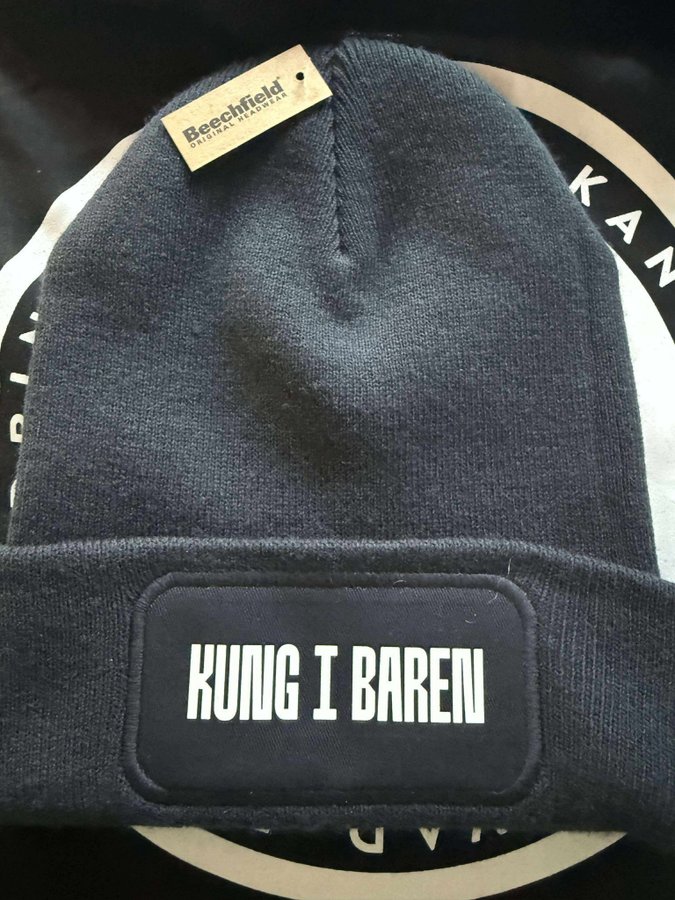 Beechfield®
ORIGINAL HEADWEAR
KAN
KUNG I BAREN